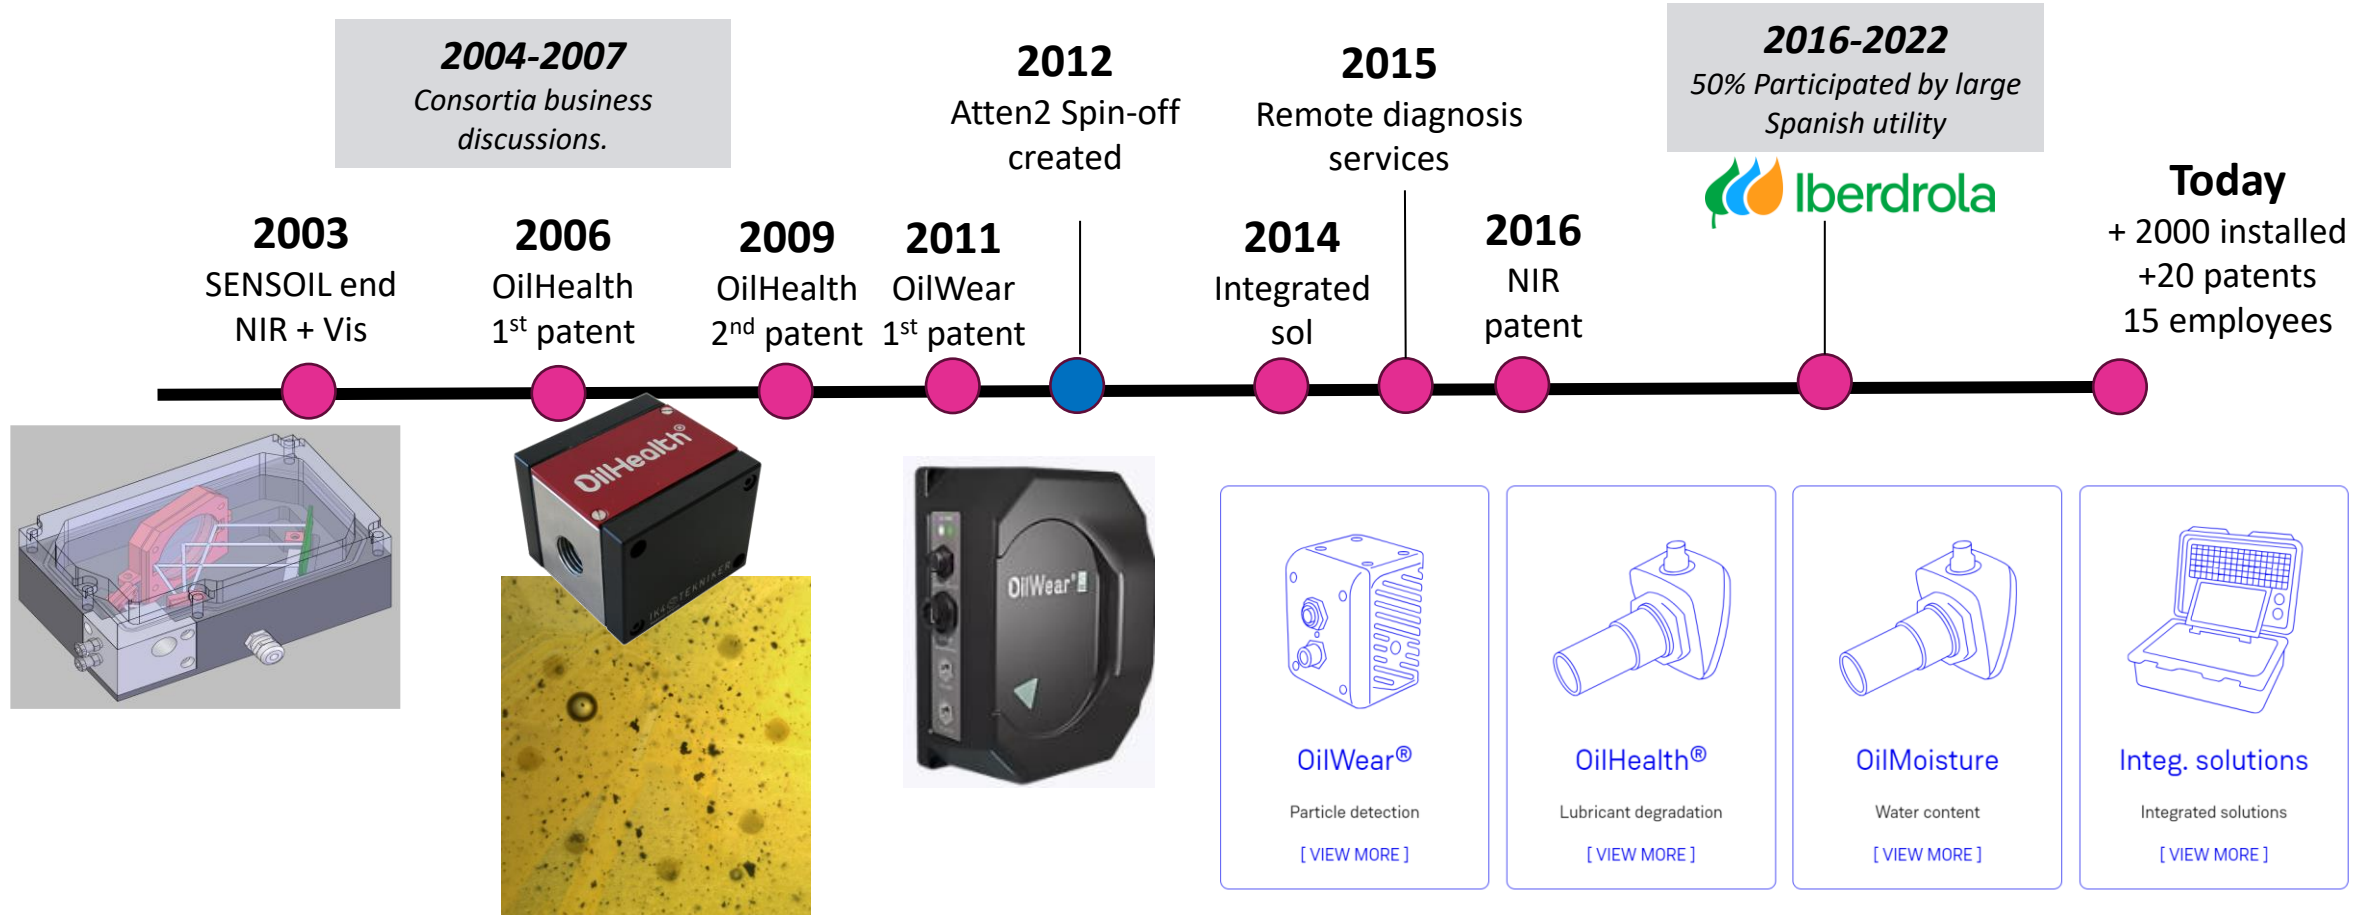 2004-2007
Consortia business
discussions.
2012
Atten2 Spin-off
created
2015
Remote diagnosis
services
2016-2022
50% Participated by large
Spanish utility
Iberdrola
Today
+ 2000 installed
+20 patents
15 employees
2003
SENSOIL end
NIR + Vis
2006
OilHealth
1st patent
2009
OilHealth
2nd patent
2011
OilWear
1st patent
2014
Integrated
sol
2016
NIR
patent
OilHealth®
IK4 TEKNIKER
OilWear®
OilWear®
Particle detection
[ VIEW MORE ]
OilHealth®
Lubricant degradation
[ VIEW MORE ]
OilMoisture
Water content
[ VIEW MORE ]
Integ. solutions
Integrated solutions
[ VIEW MORE ]